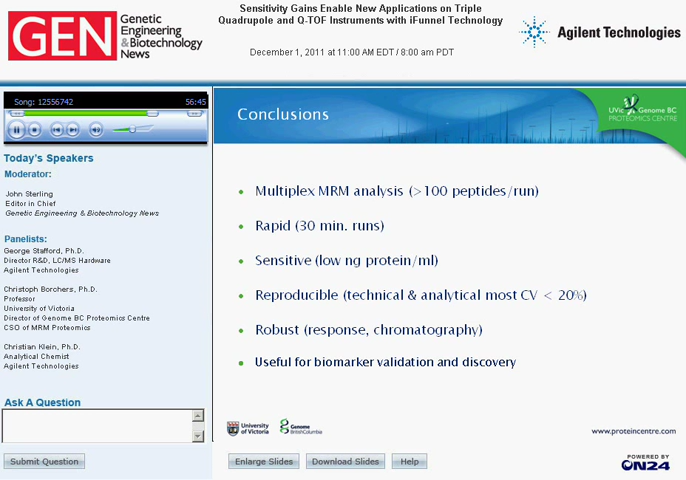 GEN
Genetic
Engineering
& Biotechnology
News
Sensitivity Gains Enable New Applications on Triple
Quadrupole and Q-TOF Instruments with iFunnel Technology
December 1, 2011 at 11:00 AM EDT / 8:00 am PDT
Agilent Technologies
Song: 12556742
56:45
Today's Speakers
Moderator:
John Sterling
Editor in Chief
Genetic Engineering & Biotechnology News
Panelists:
George Stafford, Ph.D.
Director R&D, LC/MS Hardware
Agilent Technologies
Christoph Borchers, Ph.D.
Professor
University of Victoria
Director of Genome BC Proteomics Centre
CSO of MRM Proteomics
Christian Klein, Ph.D.
Analytical Chemist
Agilent Technologies
Ask A Question
Submit Question
Conclusions
UVic Genome BC
PROTEOMICS CENTRE
• Multiplex MRM analysis (>100 peptides/run)
• Rapid (30 min. runs)
• Sensitive (low ng protein/ml)
• Reproducible (technical & analytical most CV < 20%)
• Robust (response, chromatography)
• Useful for biomarker validation and discovery
University
of Victoria
Genome
BritishColumbia
www.proteincentre.com
Enlarge Slides
Download Slides
Help
POWERED BY
ON24